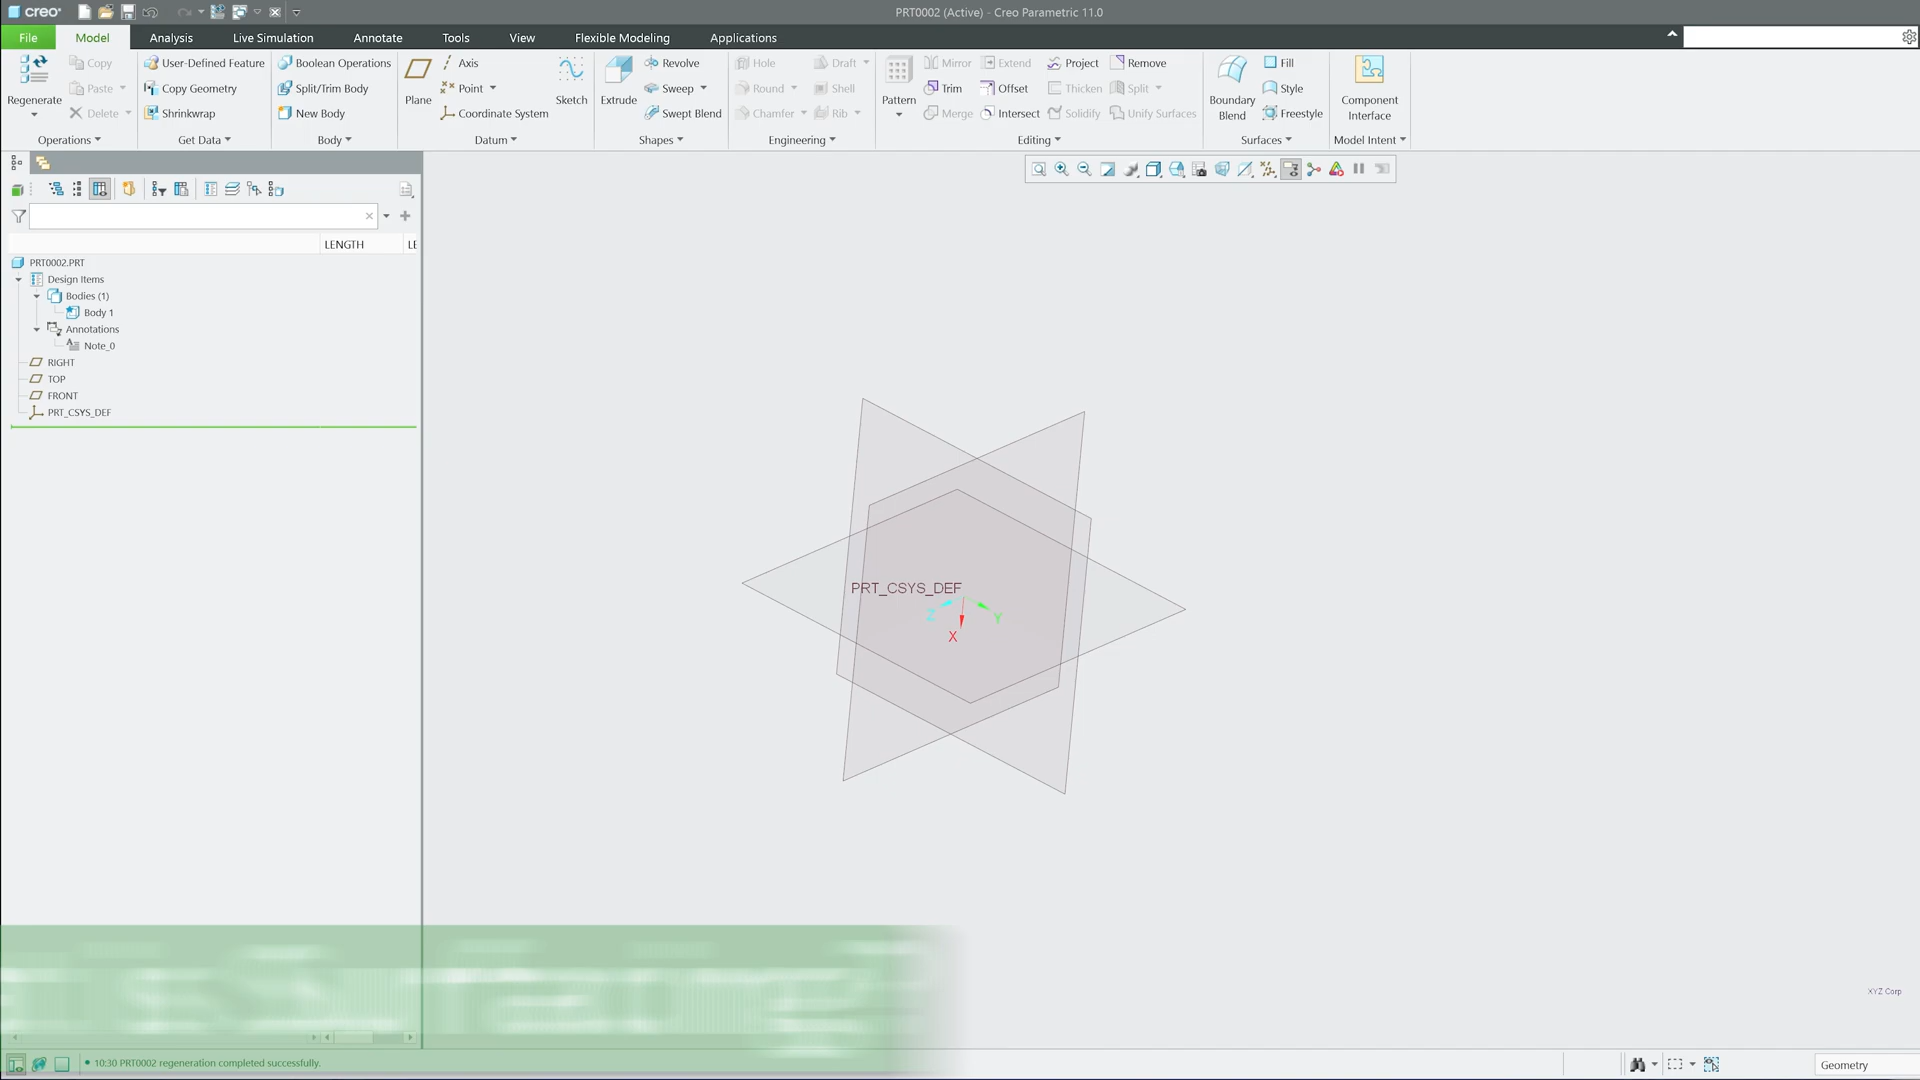 creo
PRT0002 (Active) - Creo Parametric 11.0
File Model Analysis Live Simulation Annotate Tools View Flexible Modeling Applications
Regenerate
Copy
Paste
Delete
Operations
User-Defined Feature
Copy Geometry
Shrinkwrap
Get Data
Boolean Operations
Split/Trim Body
New Body
Body
Plane
Axis
Point
Coordinate System
Sketch
Datum
Extrude
Revolve
Sweep
Swept Blend
Shapes
Hole
Round
Chamfer
Draft
Shell
Rib
Engineering
Pattern
Mirror
Trim
Merge
Extend
Offset
Intersect
Project
Thicken
Solidify
Remove
Split
Unify Surfaces
Editing
Boundary
Blend
Fill
Style
Freestyle
Surfaces
Component
Interface
Model Intent
LENGTH LE
PRT0002.PRT
Design Items
Bodies (1)
Body 1
Annotations
Note_0
RIGHT
TOP
FRONT
PRT_CSYS_DEF
PRT_CSYS_DEF
Z
Y
X
XYZ Corp
10:30 PRT0002 regeneration completed successfully.
Geometry